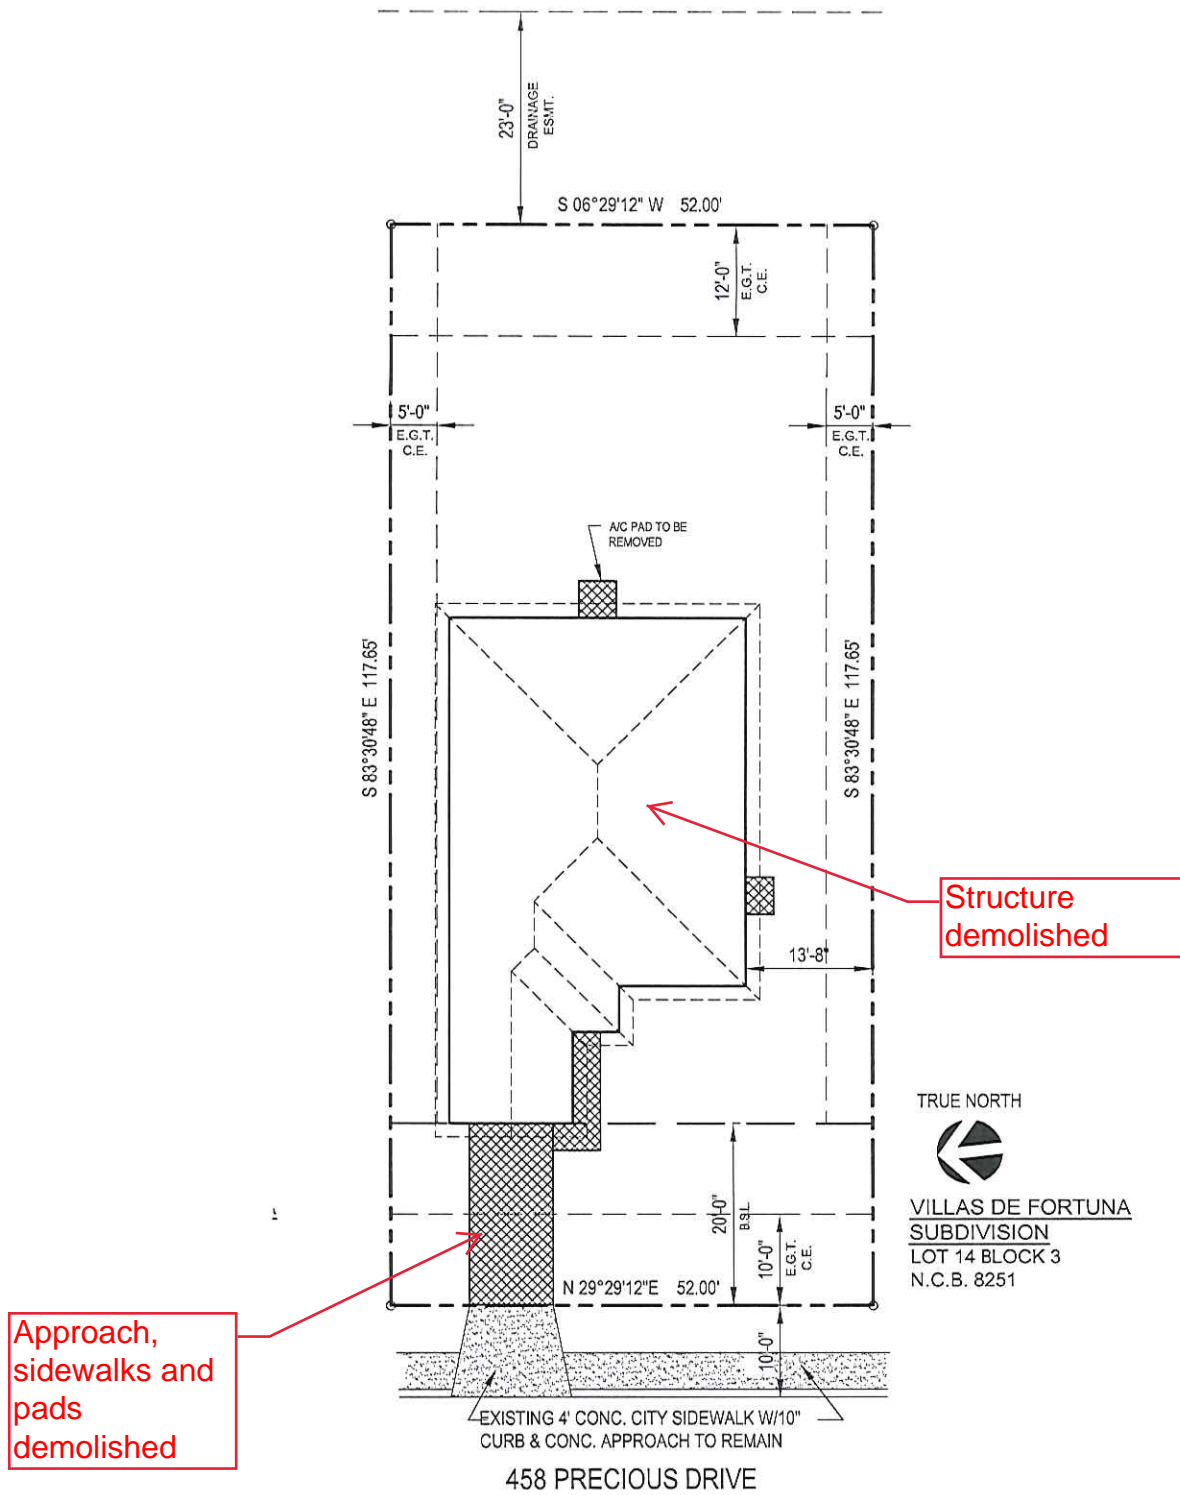 23'-0"
DRAINAGE
ESMT.
S 06°29'12" W 52.00'
12'-0"
E.G.T.
C.E.
5'-0"
E.G.T.
C.E.
5'-0"
E.G.T.
C.E.
A/C PAD TO BE
REMOVED
S 83°30'48" E 117.65'
S 83°30'48" E 117.65'
Structure
demolished
13'-8"
TRUE NORTH
VILLAS DE FORTUNA
SUBDIVISION
LOT 14 BLOCK 3
N.C.B. 8251
20'-0"
B.S.L.
10'-0"
E.G.T.
C.E.
N 29°29'12"E 52.00'
Approach,
sidewalks and
pads
demolished
10'-0"
EXISTING 4' CONC. CITY SIDEWALK W/10"
CURB & CONC. APPROACH TO REMAIN
458 PRECIOUS DRIVE